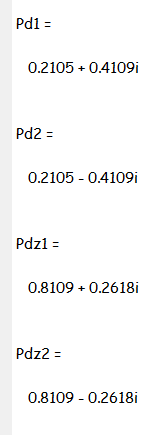 Pd1 =
0.2105 + 0.4109i
Pd2 =
0.2105 - 0.4109i
Pdz1 =
0.8109 + 0.2618i
Pdz2 =
0.8109 - 0.2618i